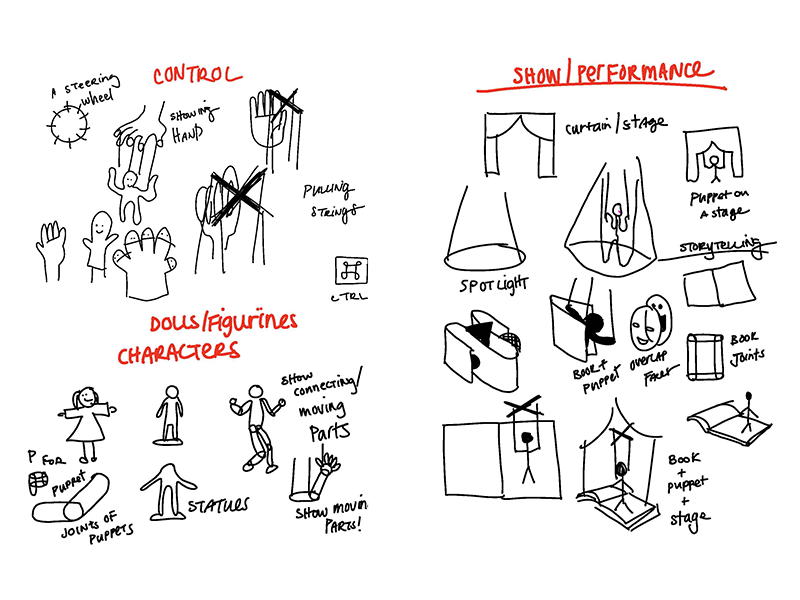 CONTROL
A STEERING
wheel
SHOWING
HAND
PULLING
STRINGS
CTRL
DOLLS/Figurines
CHARACTERS
SHOW connecting/
moving
PARTS
P FOR
PUPPET
JOINTS OF
PUPPETS
STATUES
SHOW movin
PARTS!
SHOW/PERFORMANCE
Curtain/STAGE
PUPPET ON
A STAGE
SPOTLIGHT
STORYTELLING
BOOK+
PUPPET
OVERLAP
FACES
BOOK
JOINTS
BOOK
+
PUPPET
+
STAGE